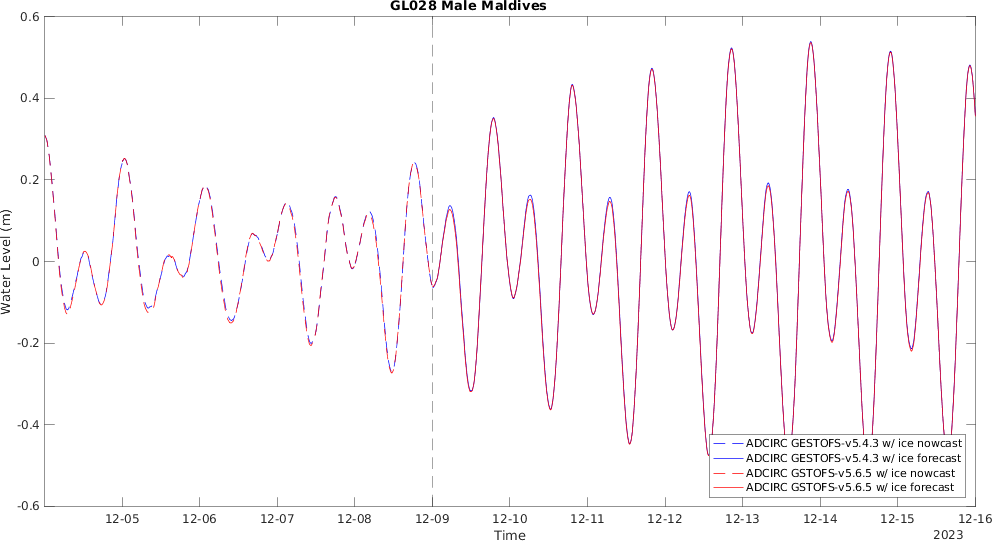 GL028 Male Maldives
0.6
0.4
0.2
0
-0.2
-0.4
-0.6
Water Level (m)
ADCIRC GESTOFS-v5.4.3 w/ ice nowcast
ADCIRC GESTOFS-v5.4.3 w/ ice forecast
ADCIRC GSTOFS-v5.6.5 w/ ice nowcast
ADCIRC GSTOFS-v5.6.5 w/ ice forecast
12-05 12-06 12-07 12-08 12-09 12-10 12-11 12-12 12-13 12-14 12-15 12-16
Time
2023